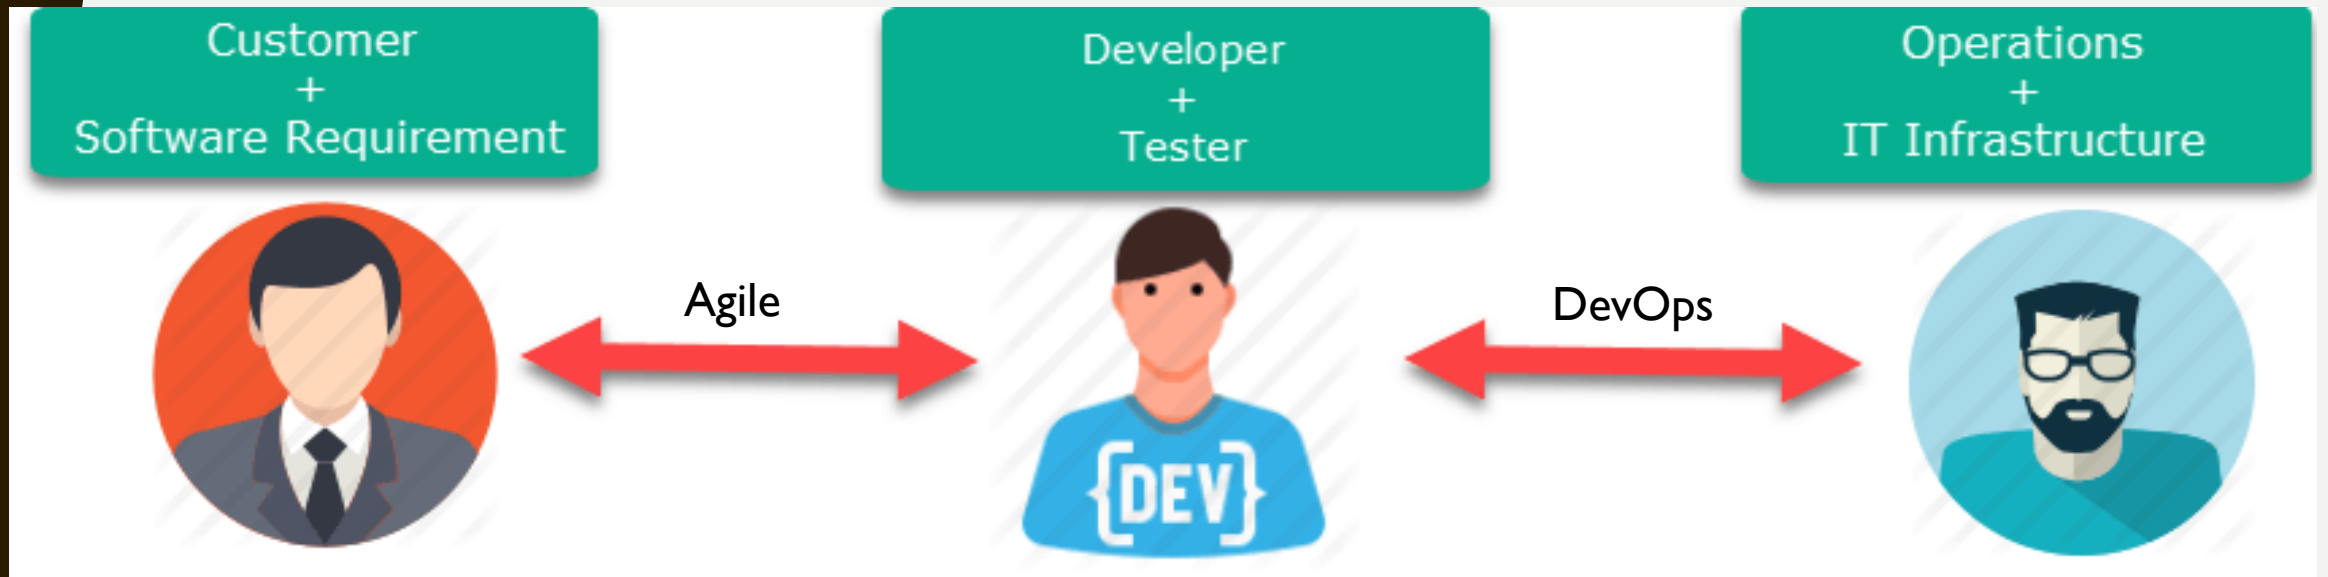 Customer
+
Software Requirement
Developer
+
Tester
Operations
+
IT Infrastructure
Agile
DevOps
{DEV}